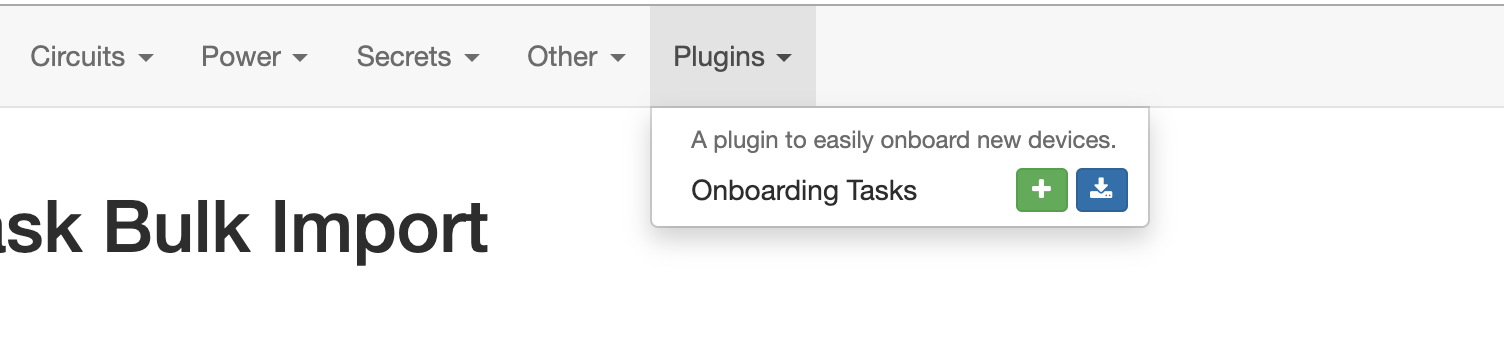 Circuits Power Secrets Other Plugins
A plugin to easily onboard new devices.
Onboarding Tasks
ask Bulk Import